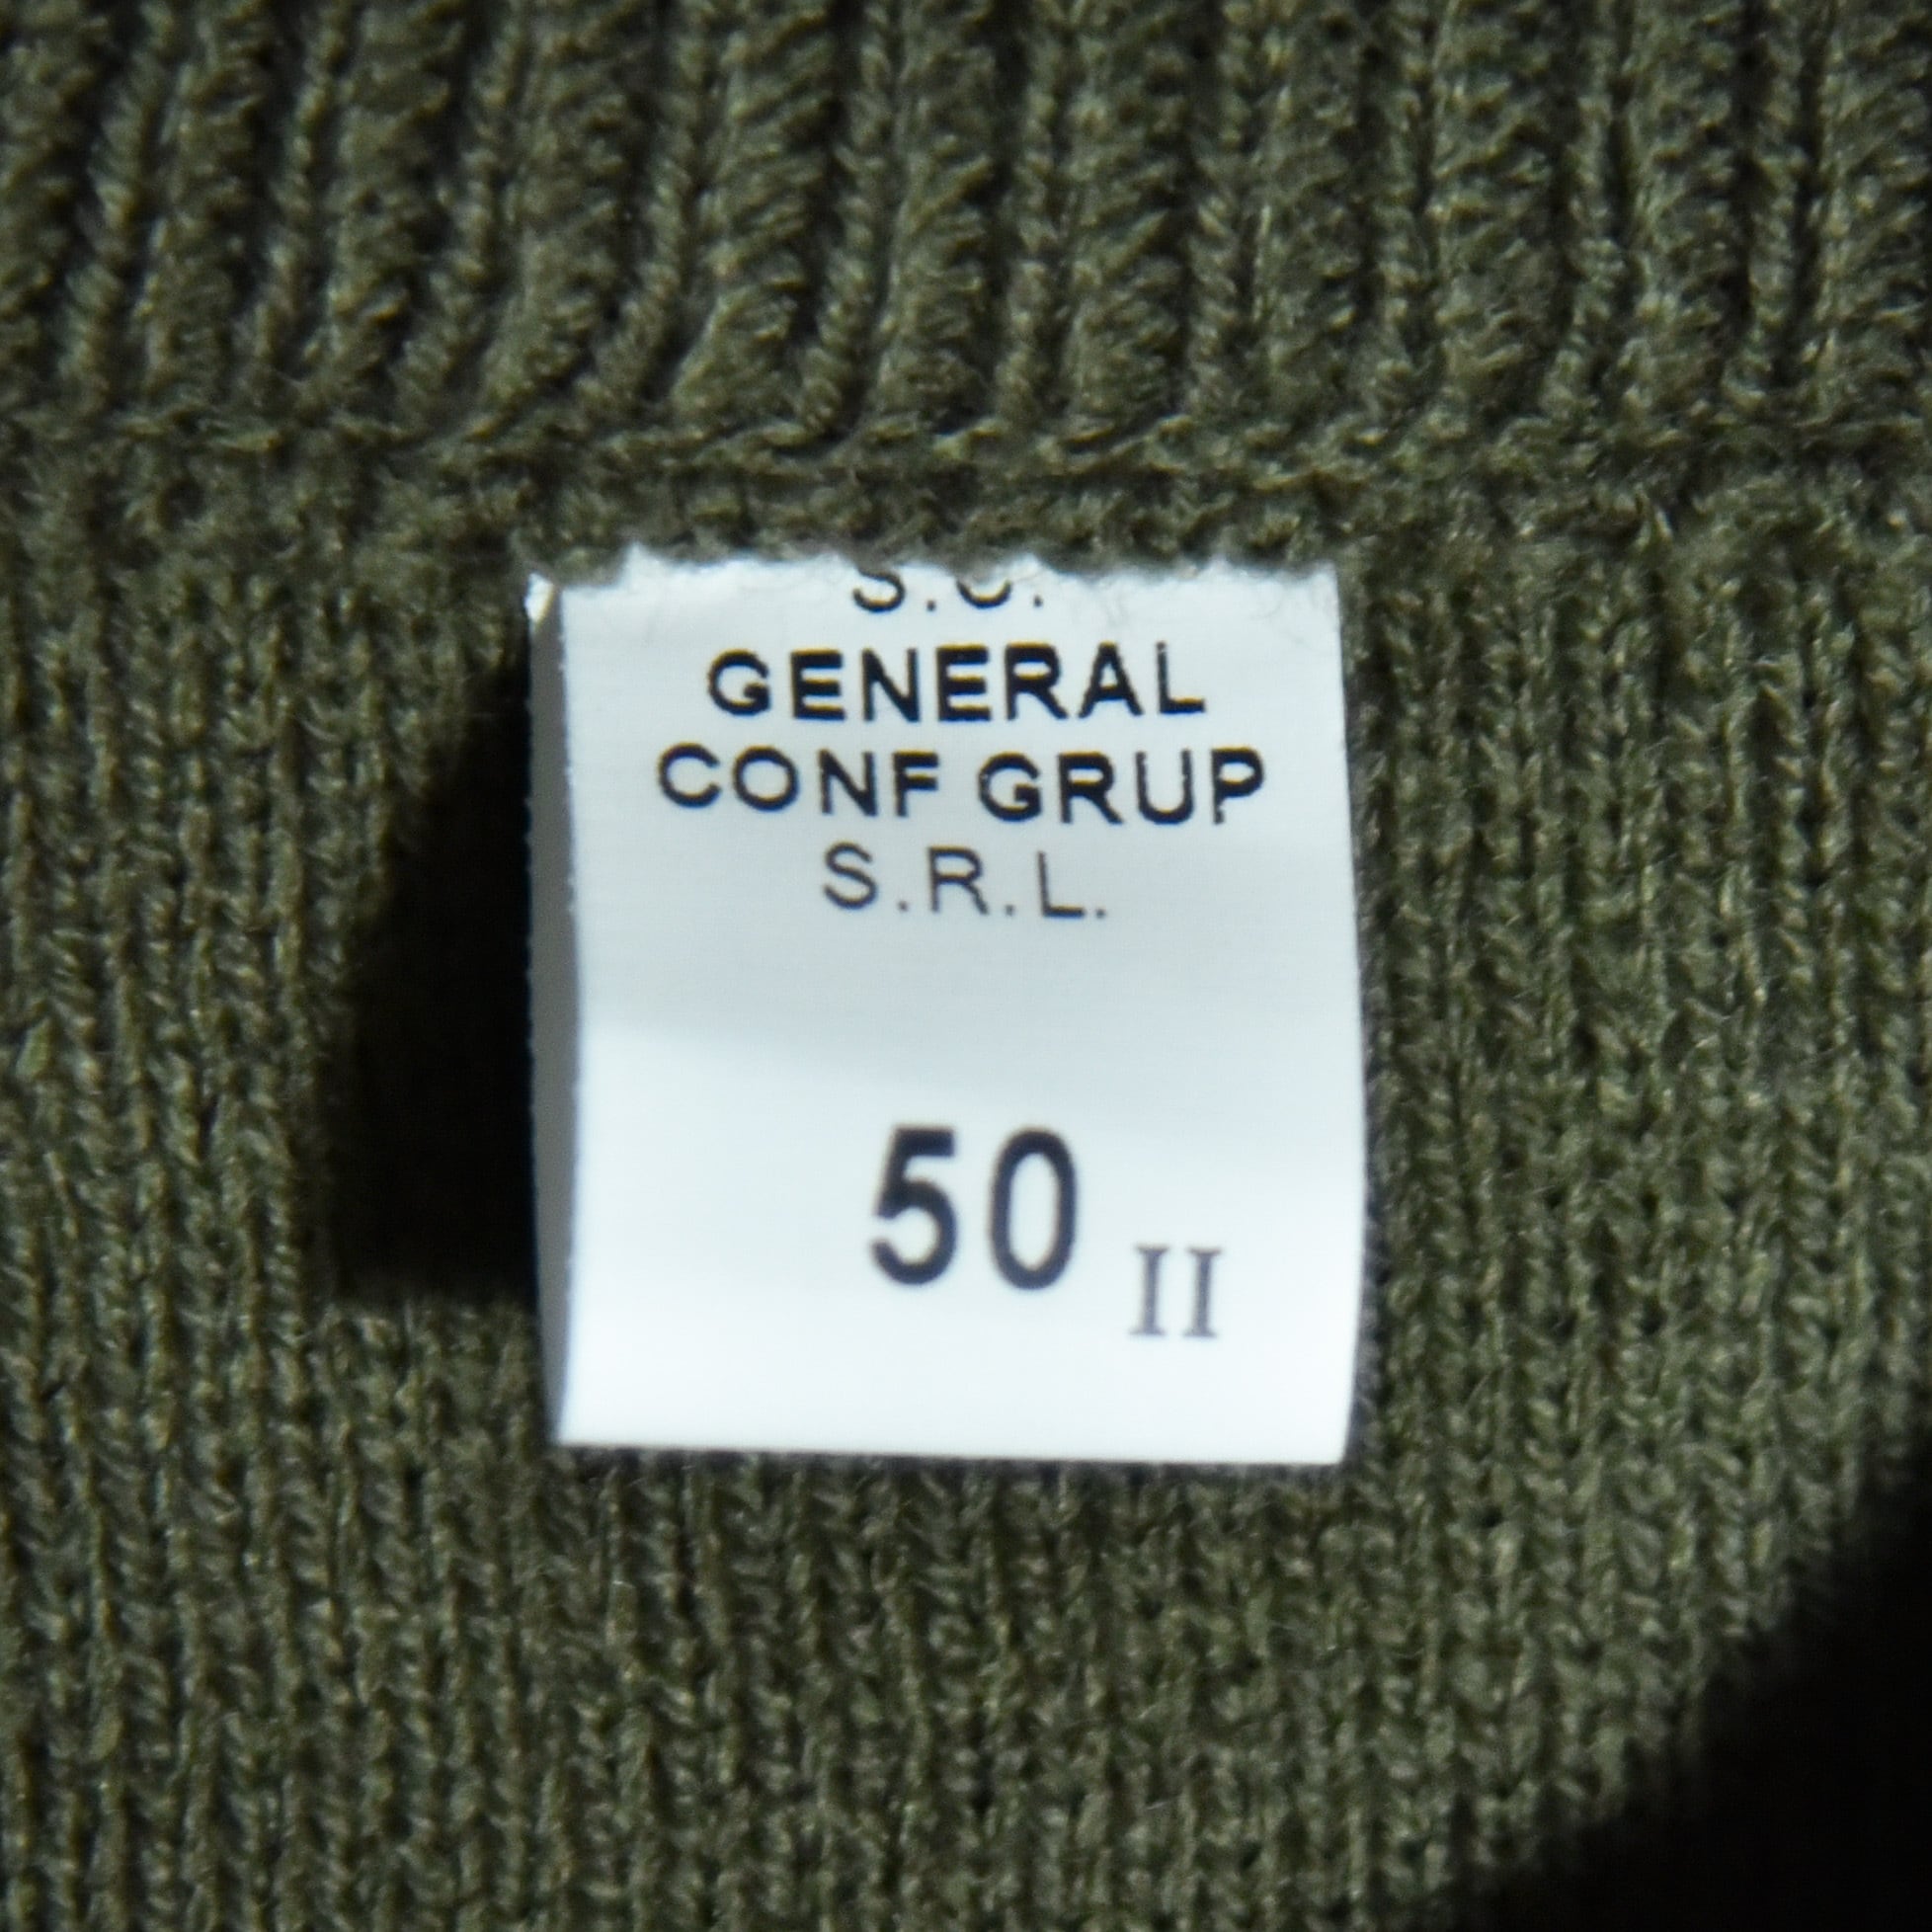 S.C.
GENERAL
CONF GRUP
S.R.L.
50 II